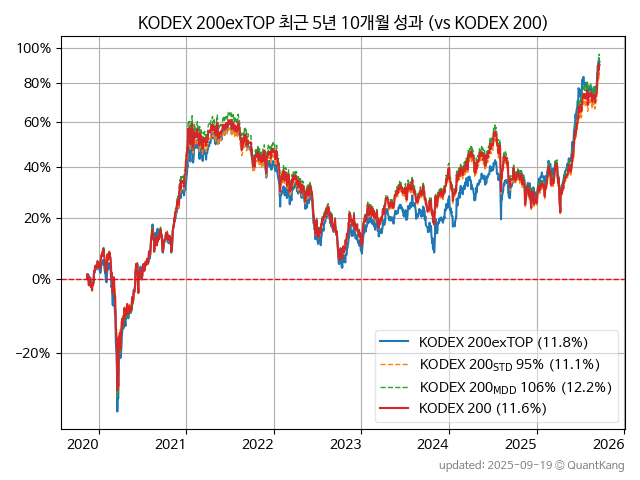 KODEX 200exTOP 최근 5년 10개월 성과 (vs KODEX 200)
100%
80%
60%
40%
20%
0%
−20%
KODEX 200exTOP (11.8%)
KODEX 200STD 95% (11.1%)
KODEX 200MDD 106% (12.2%)
KODEX 200 (11.6%)
2020 2021 2022 2023 2024 2025 2026
updated: 2025-09-19 ⓒ QuantKang